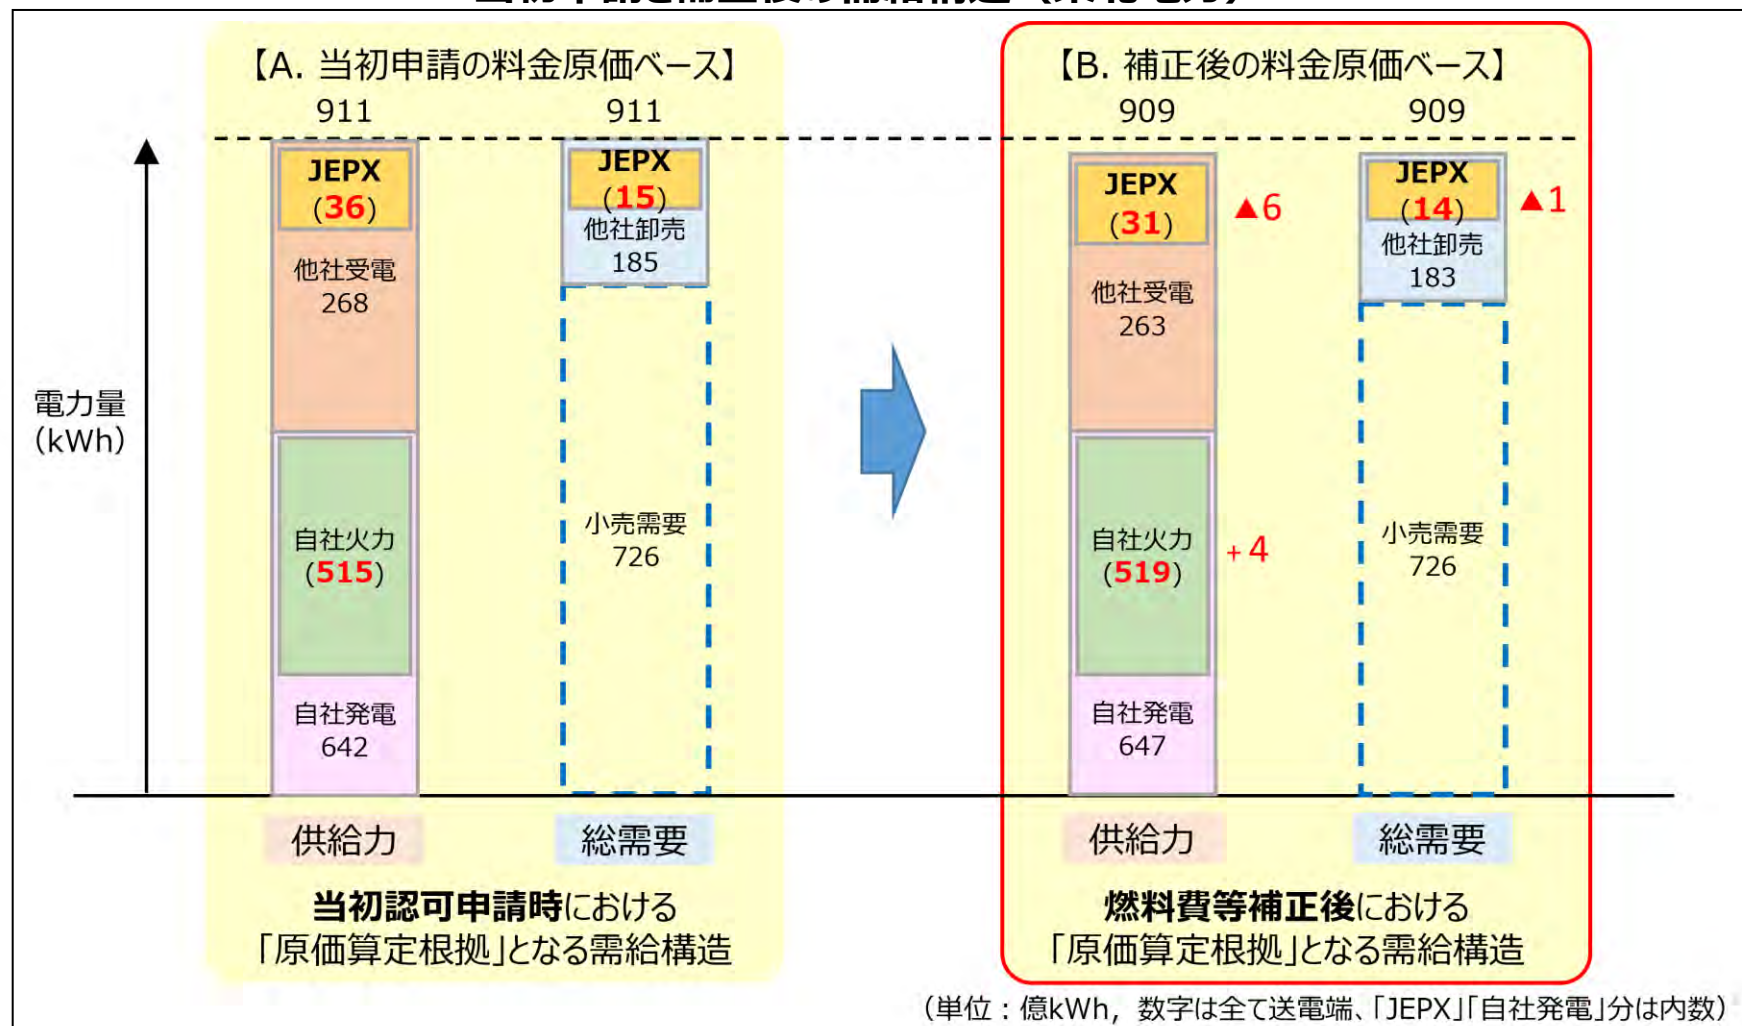 【A. 当初申請の料金原価ベース】
911
911
JEPX
(36)
他社受電
268
自社火力
(515)
自社発電
642
JEPX
(15)
他社卸売
185
小売需要
726
電力量
(kWh)
供給力
総需要
当初認可申請時における
「原価算定根拠」となる需給構造
【B. 補正後の料金原価ベース】
909
909
JEPX
(31)
▲6
他社受電
263
自社火力
(519)
+4
自社発電
647
JEPX
(14)
▲1
他社卸売
183
小売需要
726
供給力
総需要
燃料費等補正後における
「原価算定根拠」となる需給構造
（単位：億kWh, 数字は全て送電端、「JEPX」「自社発電」分は内数）